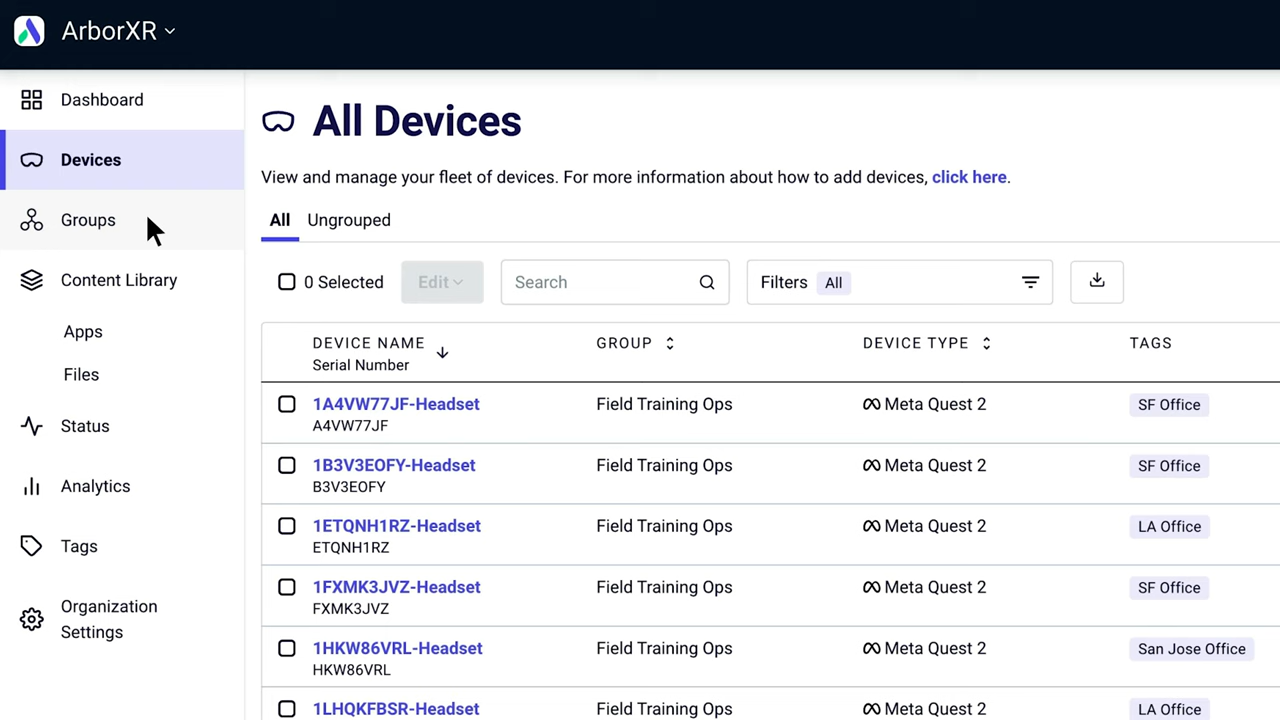 ArborXR
Dashboard
Devices
Groups
Content Library
Apps
Files
Status
Analytics
Tags
Organization
Settings
All Devices
View and manage your fleet of devices. For more information about how to add devices, click here.
All Ungrouped
0 Selected Edit Search Filters All
DEVICE NAME GROUP DEVICE TYPE TAGS
Serial Number
1A4VW77JF-Headset Field Training Ops Meta Quest 2 SF Office
A4VW77JF
1B3V3EOFY-Headset Field Training Ops Meta Quest 2 SF Office
B3V3EOFY
1ETQNH1RZ-Headset Field Training Ops Meta Quest 2 LA Office
ETQNH1RZ
1FXMK3JVZ-Headset Field Training Ops Meta Quest 2 SF Office
FXMK3JVZ
1HKW86VRL-Headset Field Training Ops Meta Quest 2 San Jose Office
HKW86VRL
1LHQKFBSR-Headset Field Training Ops Meta Quest 2 LA Office